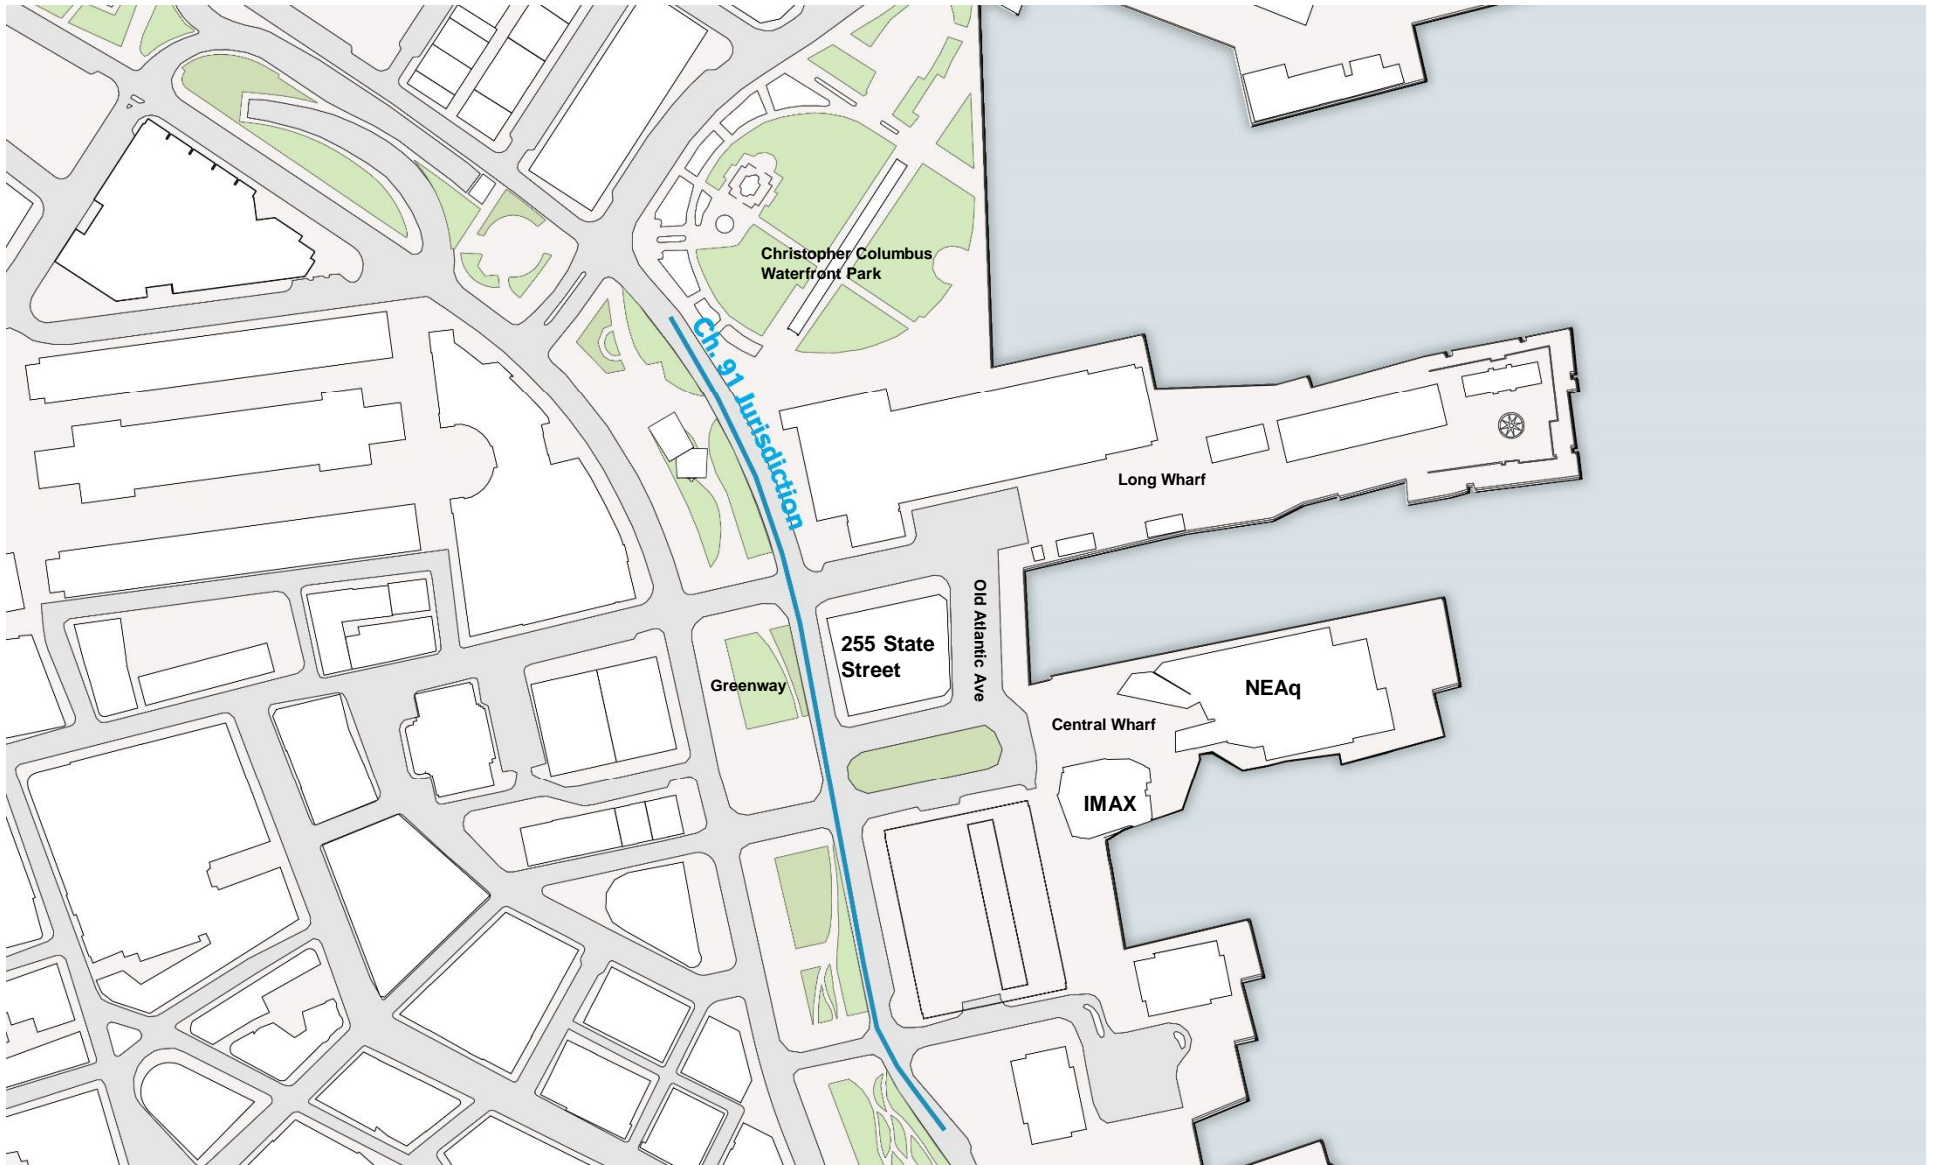 Christopher Columbus
Waterfront Park
Ch. 91 Jurisdiction
Long Wharf
Old Atlantic Ave
255 State
Street
Greenway
NEAq
Central Wharf
IMAX